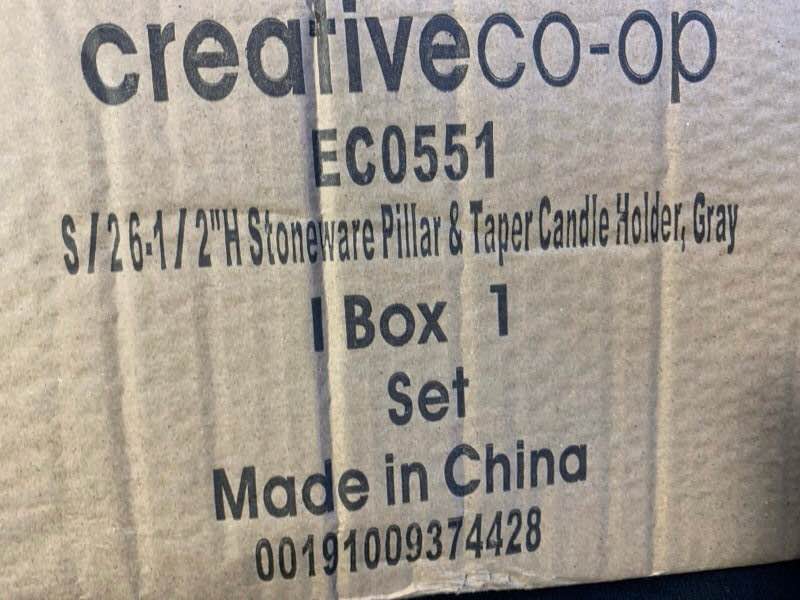 creativeco-op
EC0551
S/2 6-1/2"H Stoneware Pillar & Taper Candle Holder, Gray
1 Box 1
Set
Made in China
00191009374428